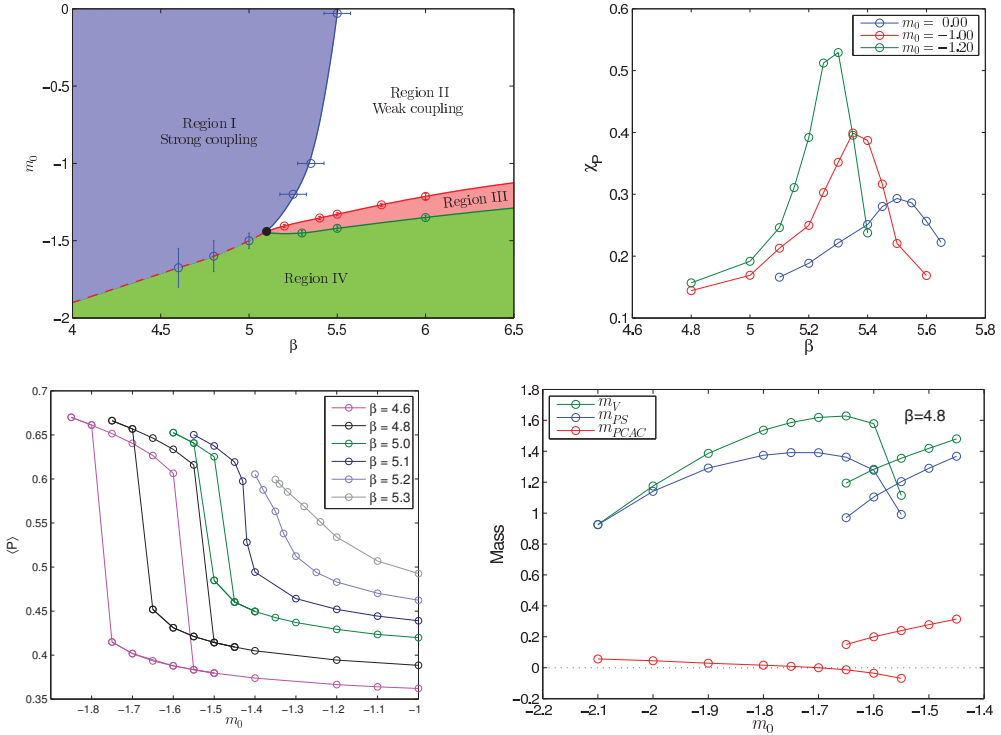 0
−0.5
−1
−1.5
−2
m₀
4
4.5
5
5.5
6
6.5
β
Region I
Strong coupling
Region II
Weak coupling
Region III
Region IV
0.6
0.5
0.4
0.3
0.2
0.1
χ_P
4.6
4.8
5
5.2
5.4
5.6
5.8
β
m₀ = 0.00
m₀ = −1.00
m₀ = −1.20
0.7
0.65
0.6
0.55
0.5
0.45
0.4
0.35
⟨P⟩
−1.8
−1.7
−1.6
−1.5
−1.4
−1.3
−1.2
−1.1
−1
m₀
β = 4.6
β = 4.8
β = 5.0
β = 5.1
β = 5.2
β = 5.3
1.8
1.6
1.4
1.2
1
0.8
0.6
0.4
0.2
0
−0.2
Mass
−2.2
−2.1
−2
−1.9
−1.8
−1.7
−1.6
−1.5
−1.4
m₀
m_V
m_PS
m_PCAC
β=4.8